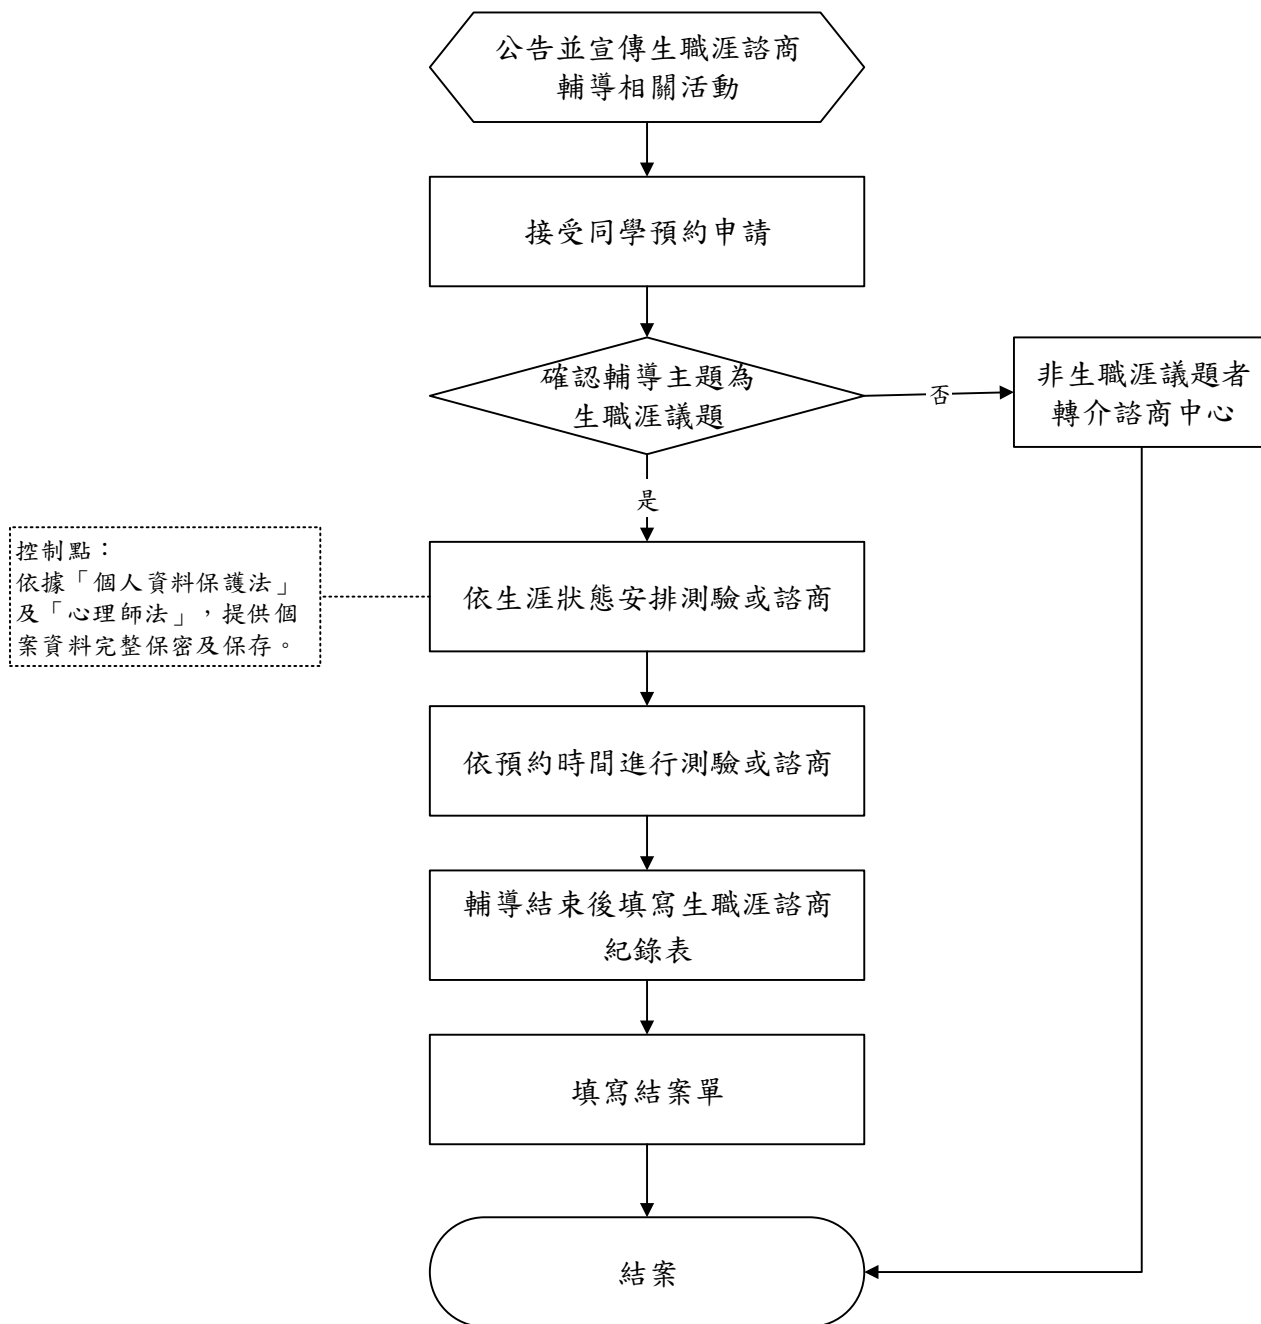 公告並宣傳生職涯諮商
輔導相關活動
接受同學預約申請
確認輔導主題為
生職涯議題
否
非生職涯議題者
轉介諮商中心
是
控制點：
依據「個人資料保護法」
及「心理師法」，提供個
案資料完整保密及保存。
依生涯狀態安排測驗或諮商
依預約時間進行測驗或諮商
輔導結束後填寫生職涯諮商
紀錄表
填寫結案單
結案